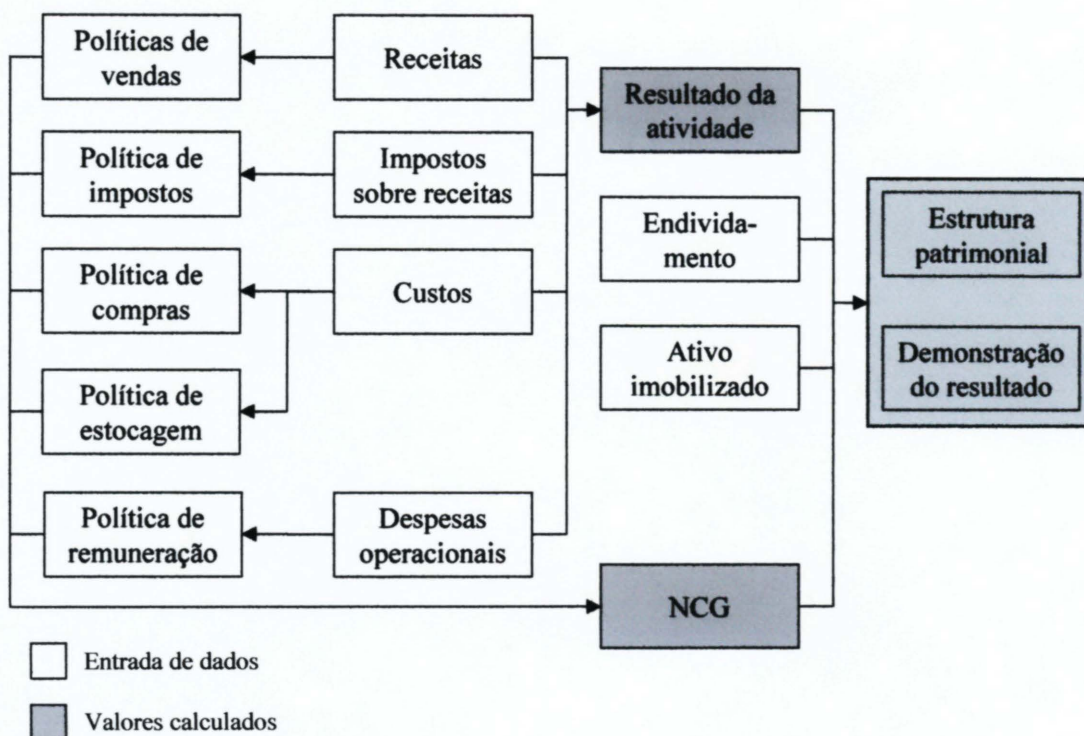 Políticas de
vendas
Receitas
Resultado da
atividade
Política de
impostos
Impostos
sobre receitas
Endivida-
mento
Estrutura
patrimonial
Política de
compras
Custos
Ativo
imobilizado
Demonstração
do resultado
Política de
estocagem
Política de
remuneração
Despesas
operacionais
NCG
Entrada de dados
Valores calculados